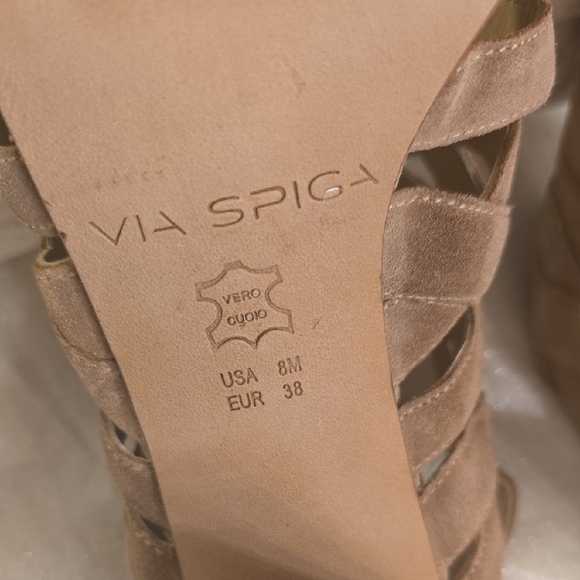 VIA SPIGA
VERO
CUOIO
USA 8M
EUR 38